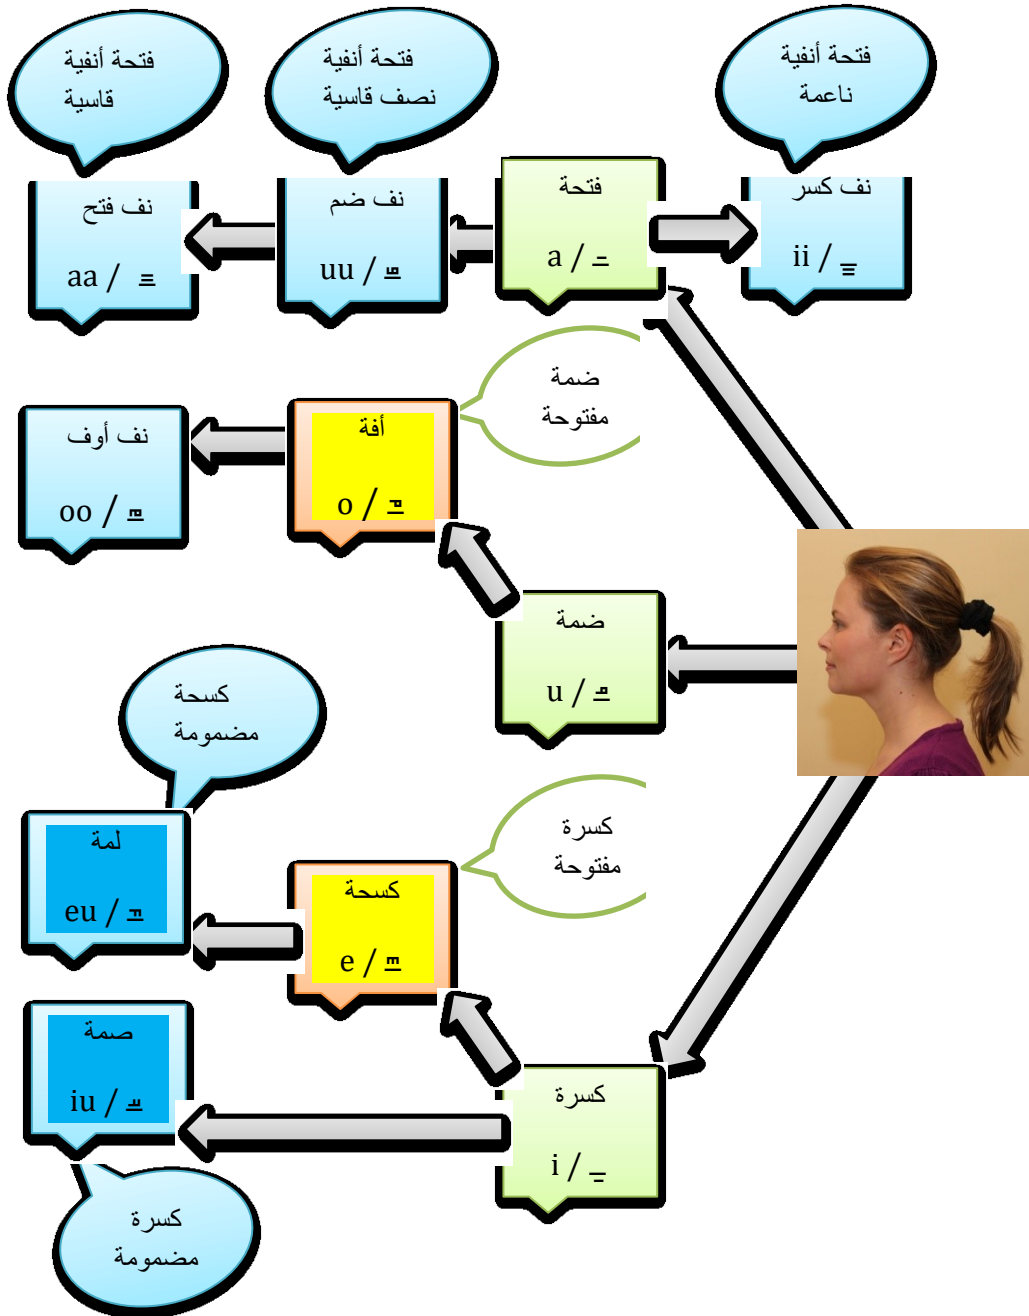 فتحة أنفية
ناعمة
فتحة أنفية
نصف قاسية
فتحة أنفية
قاسية
نف كسر
ii /
فتحة
a /
نف ضم
uu /
نف فتح
aa /
ضمة
مفتوحة
أفة
o /
نف أوف
oo /
ضمة
u /
كسحة
مضمومة
كسرة
مفتوحة
كسحة
e /
لمة
eu /
صمة
iu /
كسرة
i /
كسرة
مضمومة